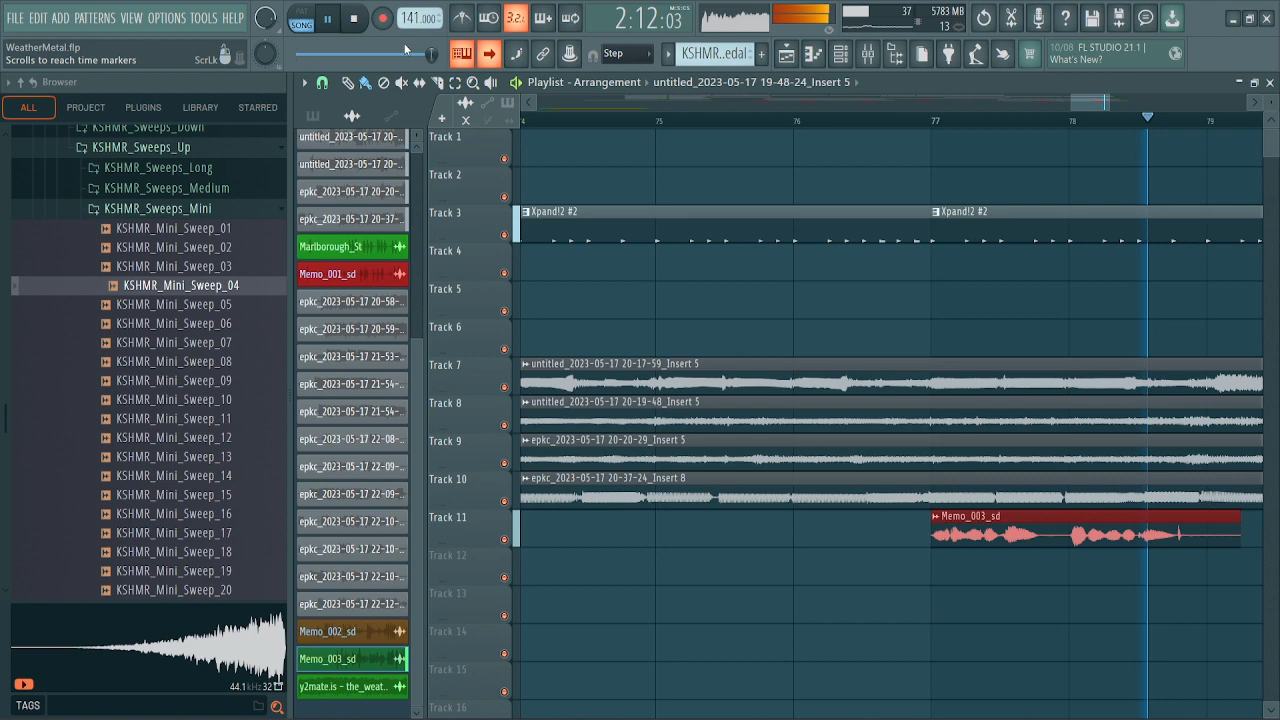 FILE EDIT ADD PATTERNS VIEW OPTIONS TOOLS HELP
PAT
SONG
141.000
3.2.
2:12:03
M:S:CS
37
5783 MB
13
WeatherMetal.flp
Scroll to reach time markers
ScrLk
Step
KSHMR..edal
10/08 FL STUDIO 21.1 |
What's New?
Browser
Playlist - Arrangement
untitled_2023-05-17 19-48-24_Insert 5
ALL
PROJECT
PLUGINS
LIBRARY
STARRED
KSHMR_Sweeps_Down
KSHMR_Sweeps_Up
KSHMR_Sweeps_Long
KSHMR_Sweeps_Medium
KSHMR_Sweeps_Mini
KSHMR_Mini_Sweep_01
KSHMR_Mini_Sweep_02
KSHMR_Mini_Sweep_03
KSHMR_Mini_Sweep_04
KSHMR_Mini_Sweep_05
KSHMR_Mini_Sweep_06
KSHMR_Mini_Sweep_07
KSHMR_Mini_Sweep_08
KSHMR_Mini_Sweep_09
KSHMR_Mini_Sweep_10
KSHMR_Mini_Sweep_11
KSHMR_Mini_Sweep_12
KSHMR_Mini_Sweep_13
KSHMR_Mini_Sweep_14
KSHMR_Mini_Sweep_15
KSHMR_Mini_Sweep_16
KSHMR_Mini_Sweep_17
KSHMR_Mini_Sweep_18
KSHMR_Mini_Sweep_19
KSHMR_Mini_Sweep_20
44.1kHz 32
TAGS
untitled_2023-05-17 20-..
untitled_2023-05-17 20-..
epkc_2023-05-17 20-20-..
epkc_2023-05-17 20-37-..
Marlborough_St
Memo_001_sd
epkc_2023-05-17 20-58-..
epkc_2023-05-17 20-59-..
epkc_2023-05-17 21-53-..
epkc_2023-05-17 21-54-..
epkc_2023-05-17 21-54-..
epkc_2023-05-17 22-08-..
epkc_2023-05-17 22-09-..
epkc_2023-05-17 22-09-..
epkc_2023-05-17 22-10-..
epkc_2023-05-17 22-10-..
epkc_2023-05-17 22-10-..
epkc_2023-05-17 22-12-..
Memo_002_sd
Memo_003_sd
y2mate.is - the_weat..
74
75
76
77
78
79
Track 1
Track 2
Track 3
Xpand!2 #2
Xpand!2 #2
Track 4
Track 5
Track 6
Track 7
untitled_2023-05-17 20-17-59_Insert 5
Track 8
untitled_2023-05-17 20-19-48_Insert 5
Track 9
epkc_2023-05-17 20-20-29_Insert 5
Track 10
epkc_2023-05-17 20-37-24_Insert 8
Track 11
Memo_003_sd
Track 12
Track 13
Track 14
Track 15
Track 16